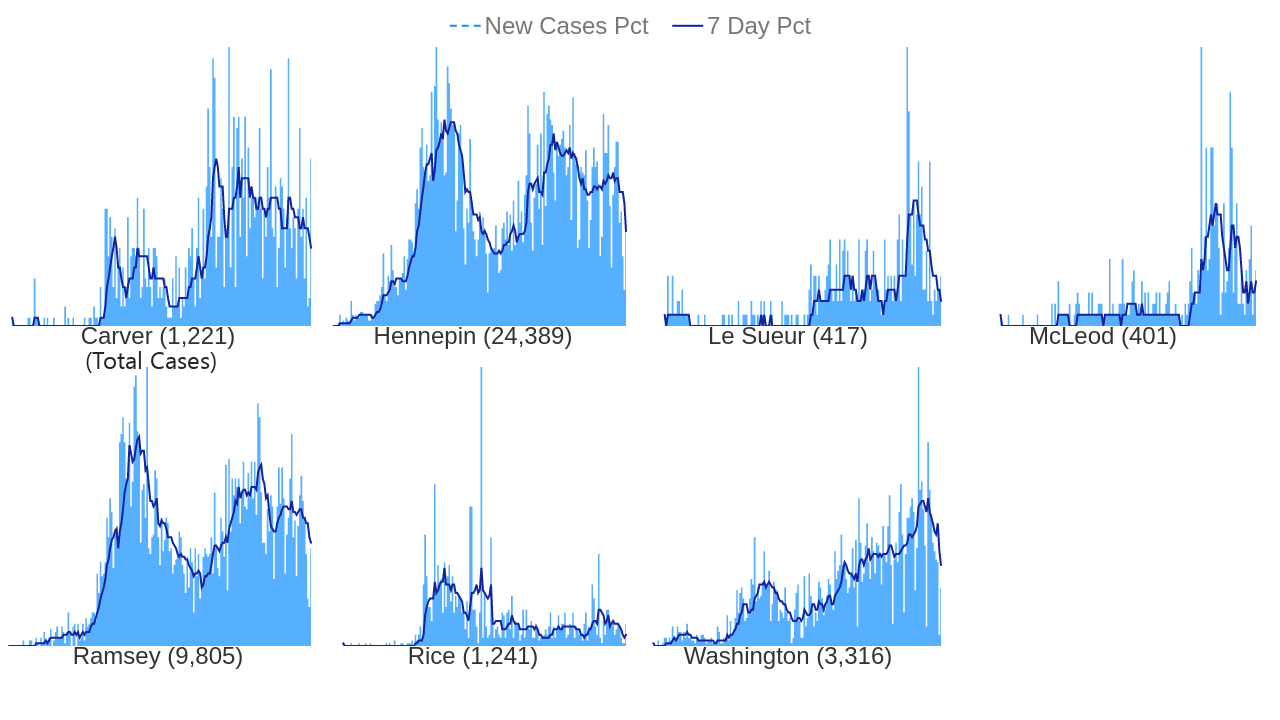 New Cases Pct 7 Day Pct
Carver (1,221) Hennepin (24,389) Le Sueur (417) McLeod (401)
(Total Cases)
Ramsey (9,805) Rice (1,241) Washington (3,316)